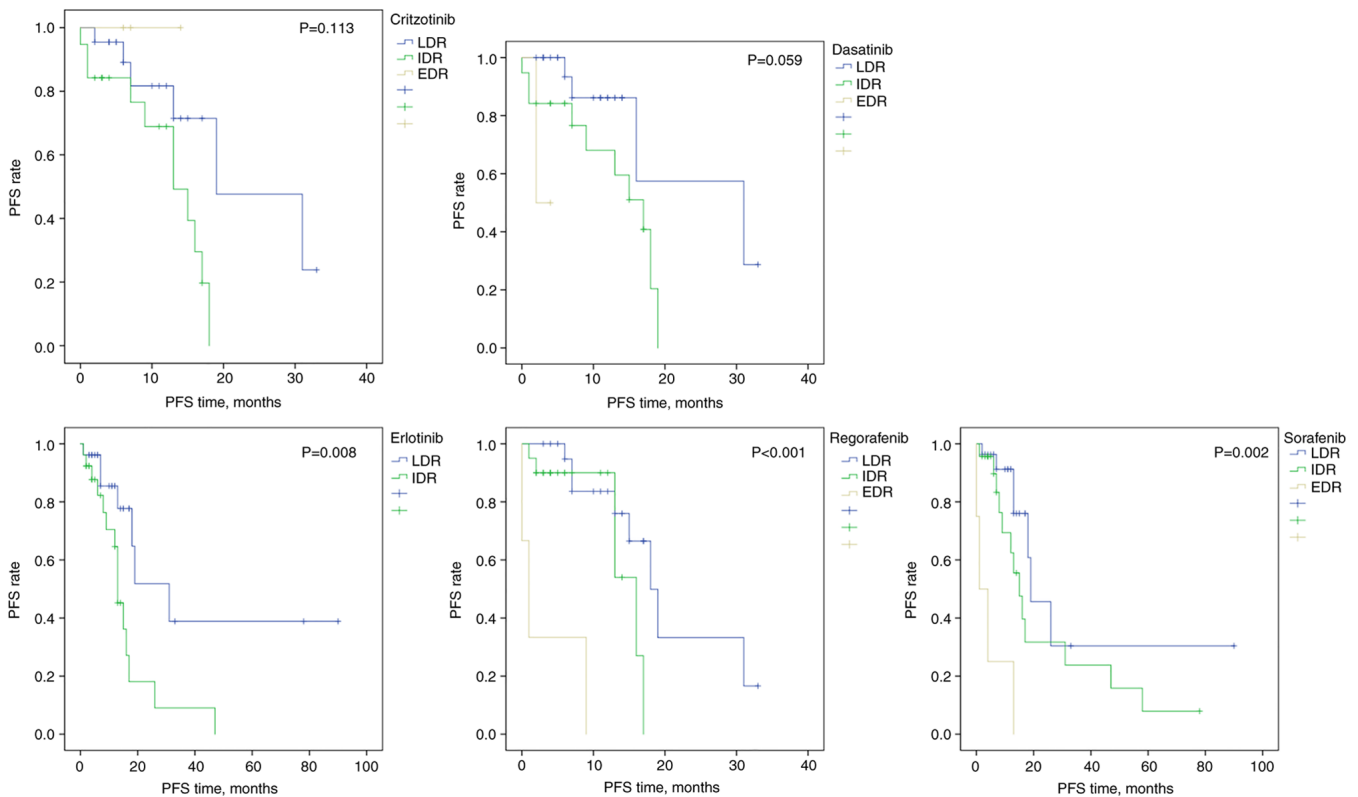 Critzotinib
P=0.113
LDR
IDR
EDR
1.0
0.8
0.6
0.4
0.2
0.0
PFS rate
0 10 20 30 40
PFS time, months
Dasatinib
P=0.059
LDR
IDR
EDR
1.0
0.8
0.6
0.4
0.2
0.0
PFS rate
0 10 20 30 40
PFS time, months
Erlotinib
P=0.008
LDR
IDR
1.0
0.8
0.6
0.4
0.2
0.0
PFS rate
0 20 40 60 80 100
PFS time, months
Regorafenib
P<0.001
LDR
IDR
EDR
1.0
0.8
0.6
0.4
0.2
0.0
PFS rate
0 10 20 30 40
PFS time, months
Sorafenib
P=0.002
LDR
IDR
EDR
1.0
0.8
0.6
0.4
0.2
0.0
PFS rate
0 20 40 60 80 100
PFS time, months